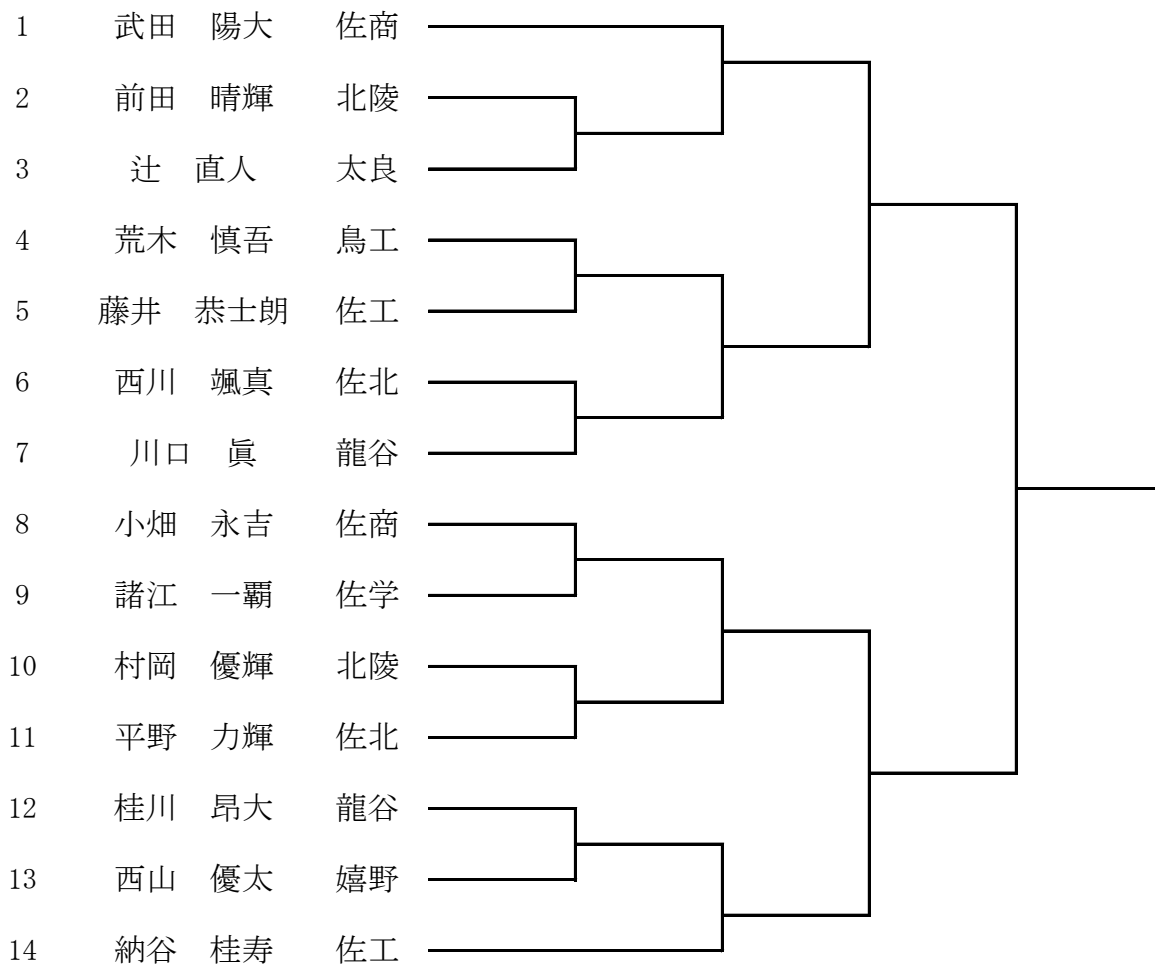 1 武田 陽大 佐商
2 前田 晴輝 北陵
3 辻 直人 太良
4 荒木 慎吾 鳥工
5 藤井 恭士朗 佐工
6 西川 颯真 佐北
7 川口 眞 龍谷
8 小畑 永吉 佐商
9 諸江 一覇 佐学
10 村岡 優輝 北陵
11 平野 力輝 佐北
12 桂川 昂大 龍谷
13 西山 優太 嬉野
14 納谷 桂寿 佐工